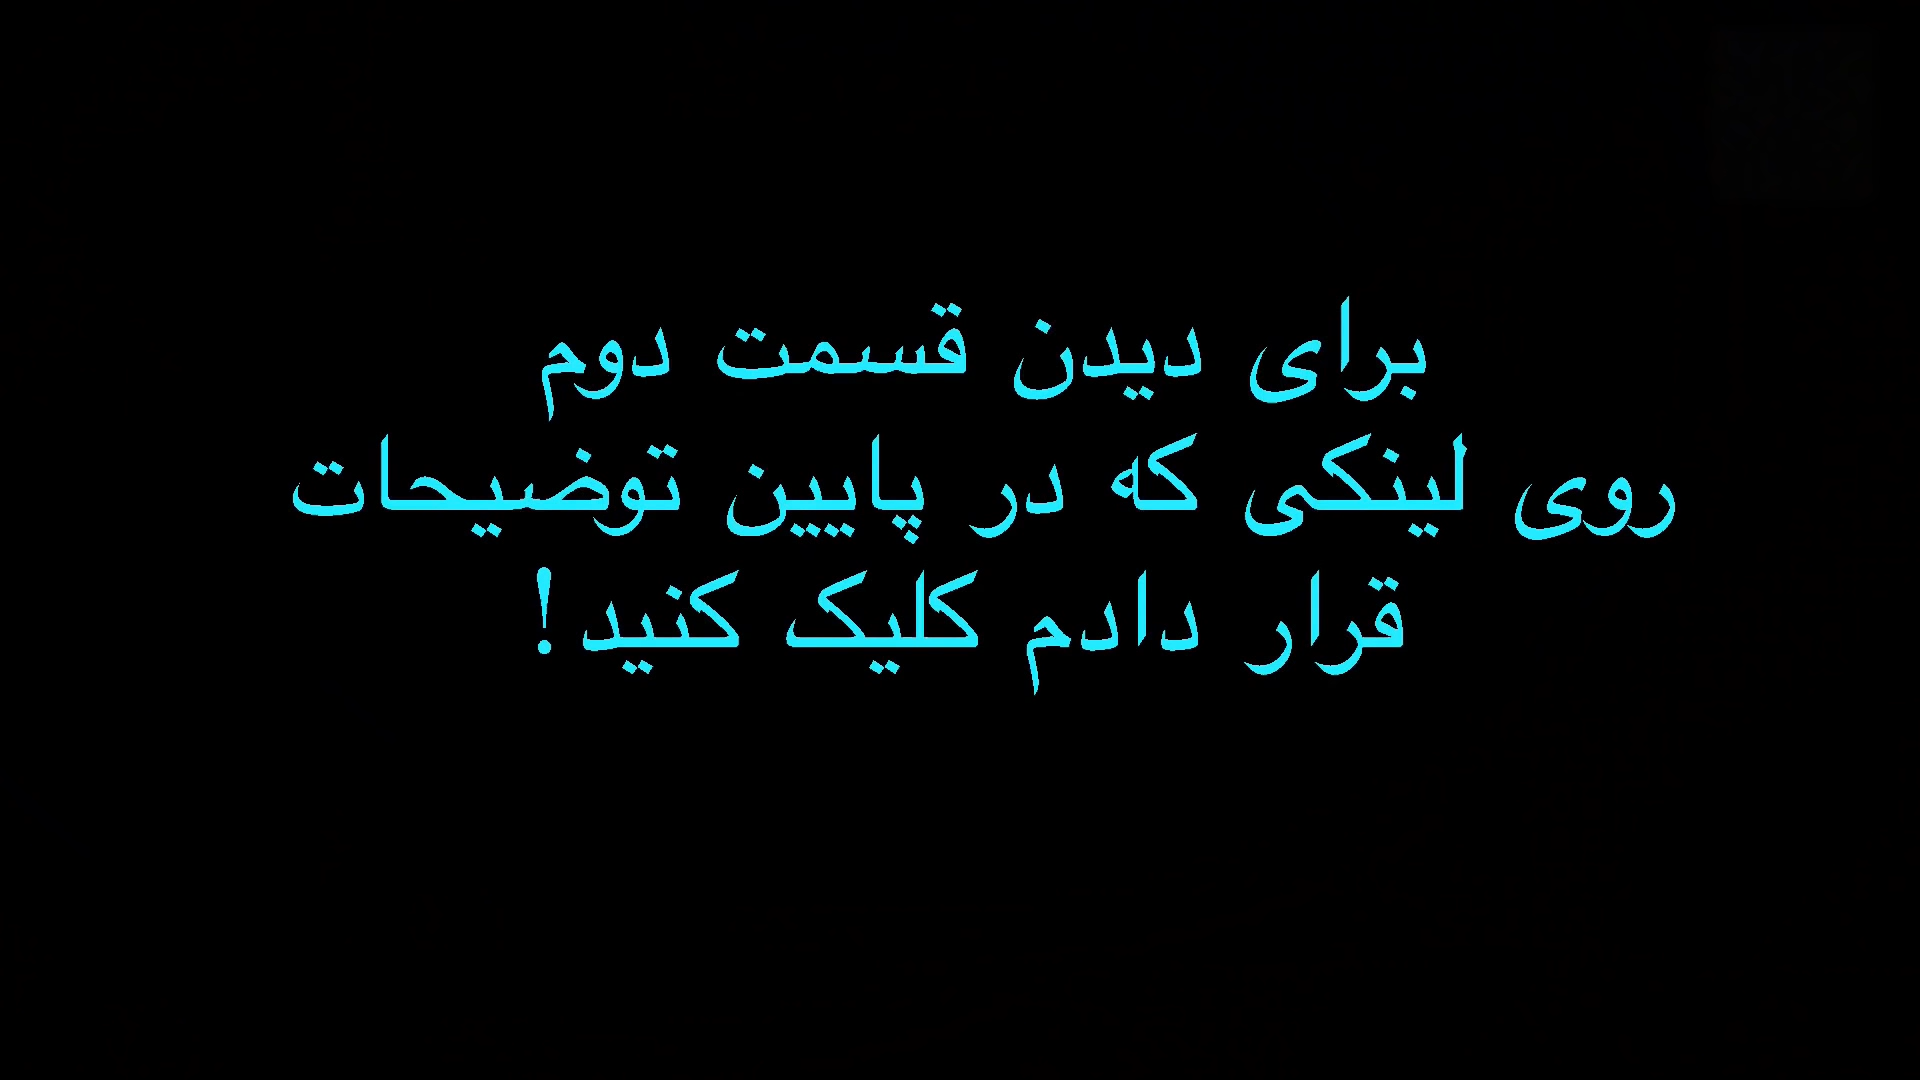 برای دیدن قسمت دوم
روی لینکی که در پایین توضیحات
قرار دادم کلیک کنید!